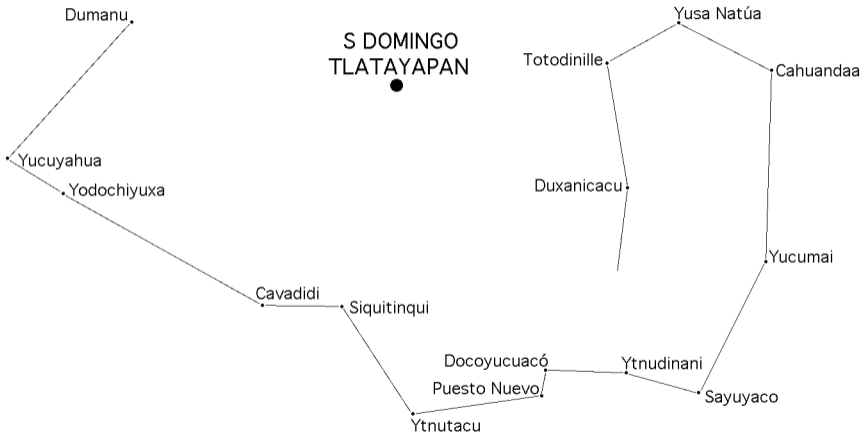 Dumanu
S DOMINGO
TLATAYAPAN
Yusa Natúa
Totodinille
Cahuandaa
Yucuyahua
Yodochiyuxa
Duxanicacu
Yucumai
Cavadidi
Siquitinqui
Docoyucuacó
Ytnudinani
Puesto Nuevo
Sayuyaco
Ytnutacu